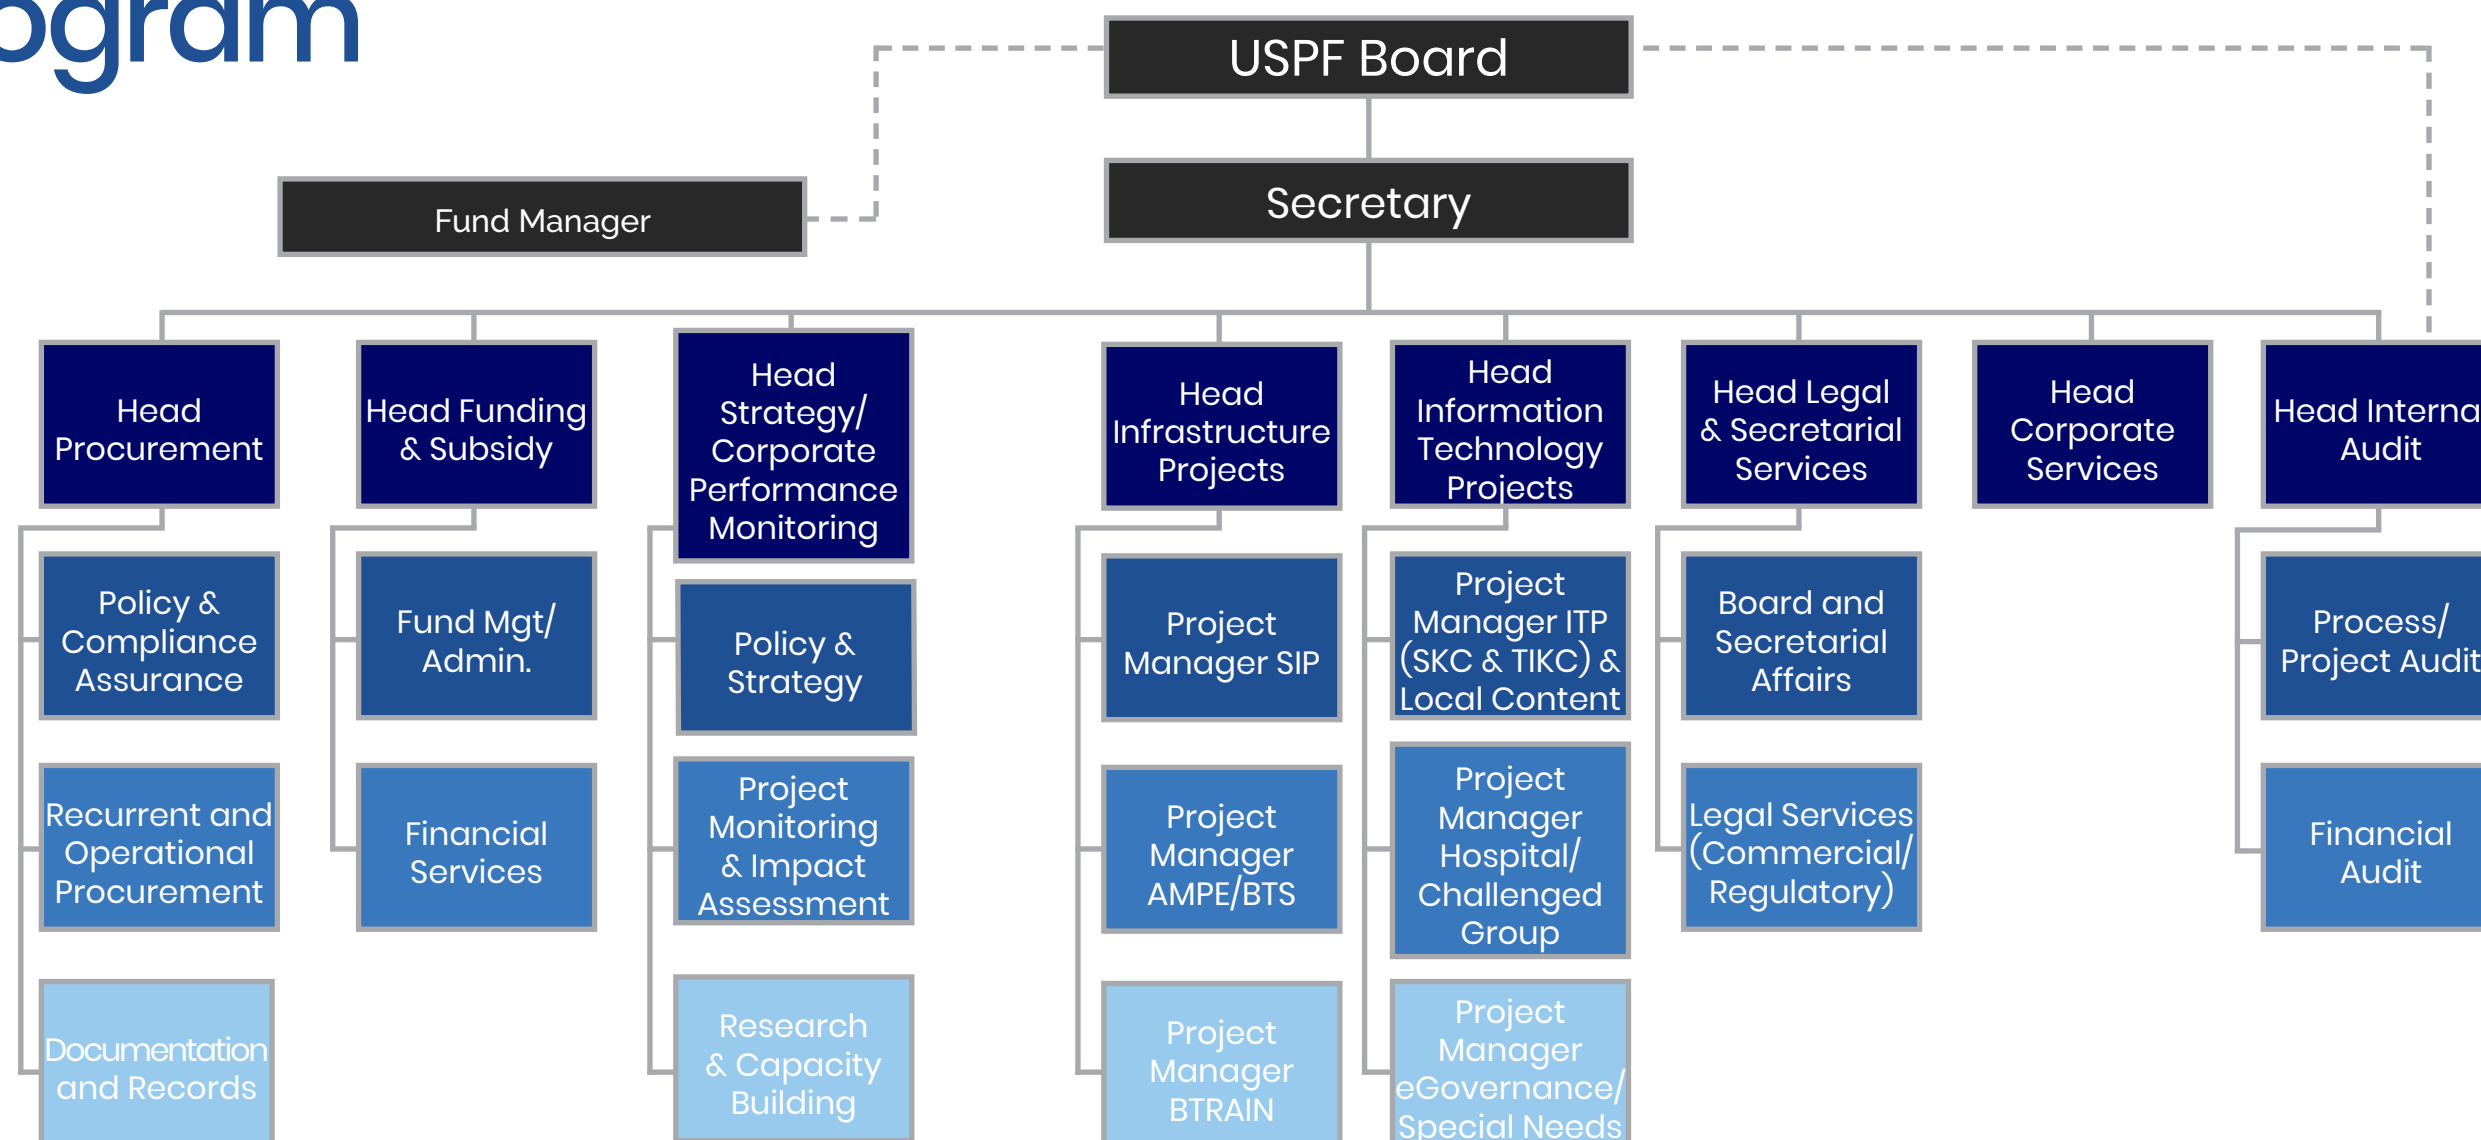 ogram
USPF Board
Secretary
Fund Manager
Head
Procurement
Policy &
Compliance
Assurance
Recurrent and
Operational
Procurement
Documentation
and Records
Head Funding
& Subsidy
Fund Mgt/
Admin.
Financial
Services
Head
Strategy/
Corporate
Performance
Monitoring
Policy &
Strategy
Project
Monitoring
& Impact
Assessment
Research
& Capacity
Building
Head
Infrastructure
Projects
Project
Manager SIP
Project
Manager
AMPE/BTS
Project
Manager
BTRAIN
Head
Information
Technology
Projects
Project
Manager ITP
(SKC & TIKC) &
Local Content
Project
Manager
Hospital/
Challenged
Group
Project
Manager
eGovernance/
Special Needs
Head Legal
& Secretarial
Services
Board and
Secretarial
Affairs
Legal Services
(Commercial/
Regulatory)
Head
Corporate
Services
Head Interna
Audit
Process/
Project Audit
Financial
Audit